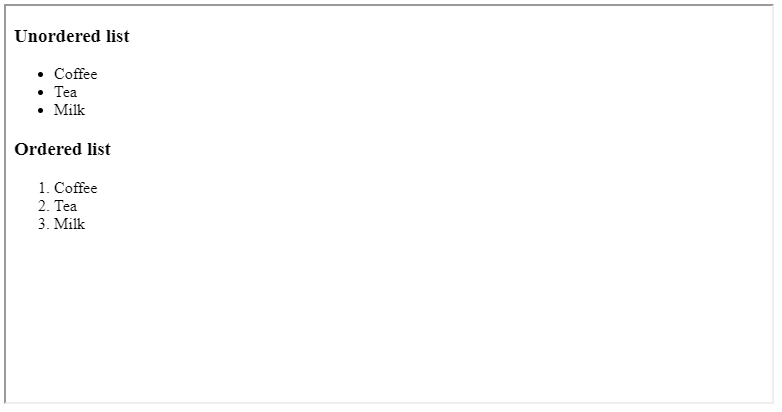 Unordered list
• Coffee
• Tea
• Milk
Ordered list
1. Coffee
2. Tea
3. Milk